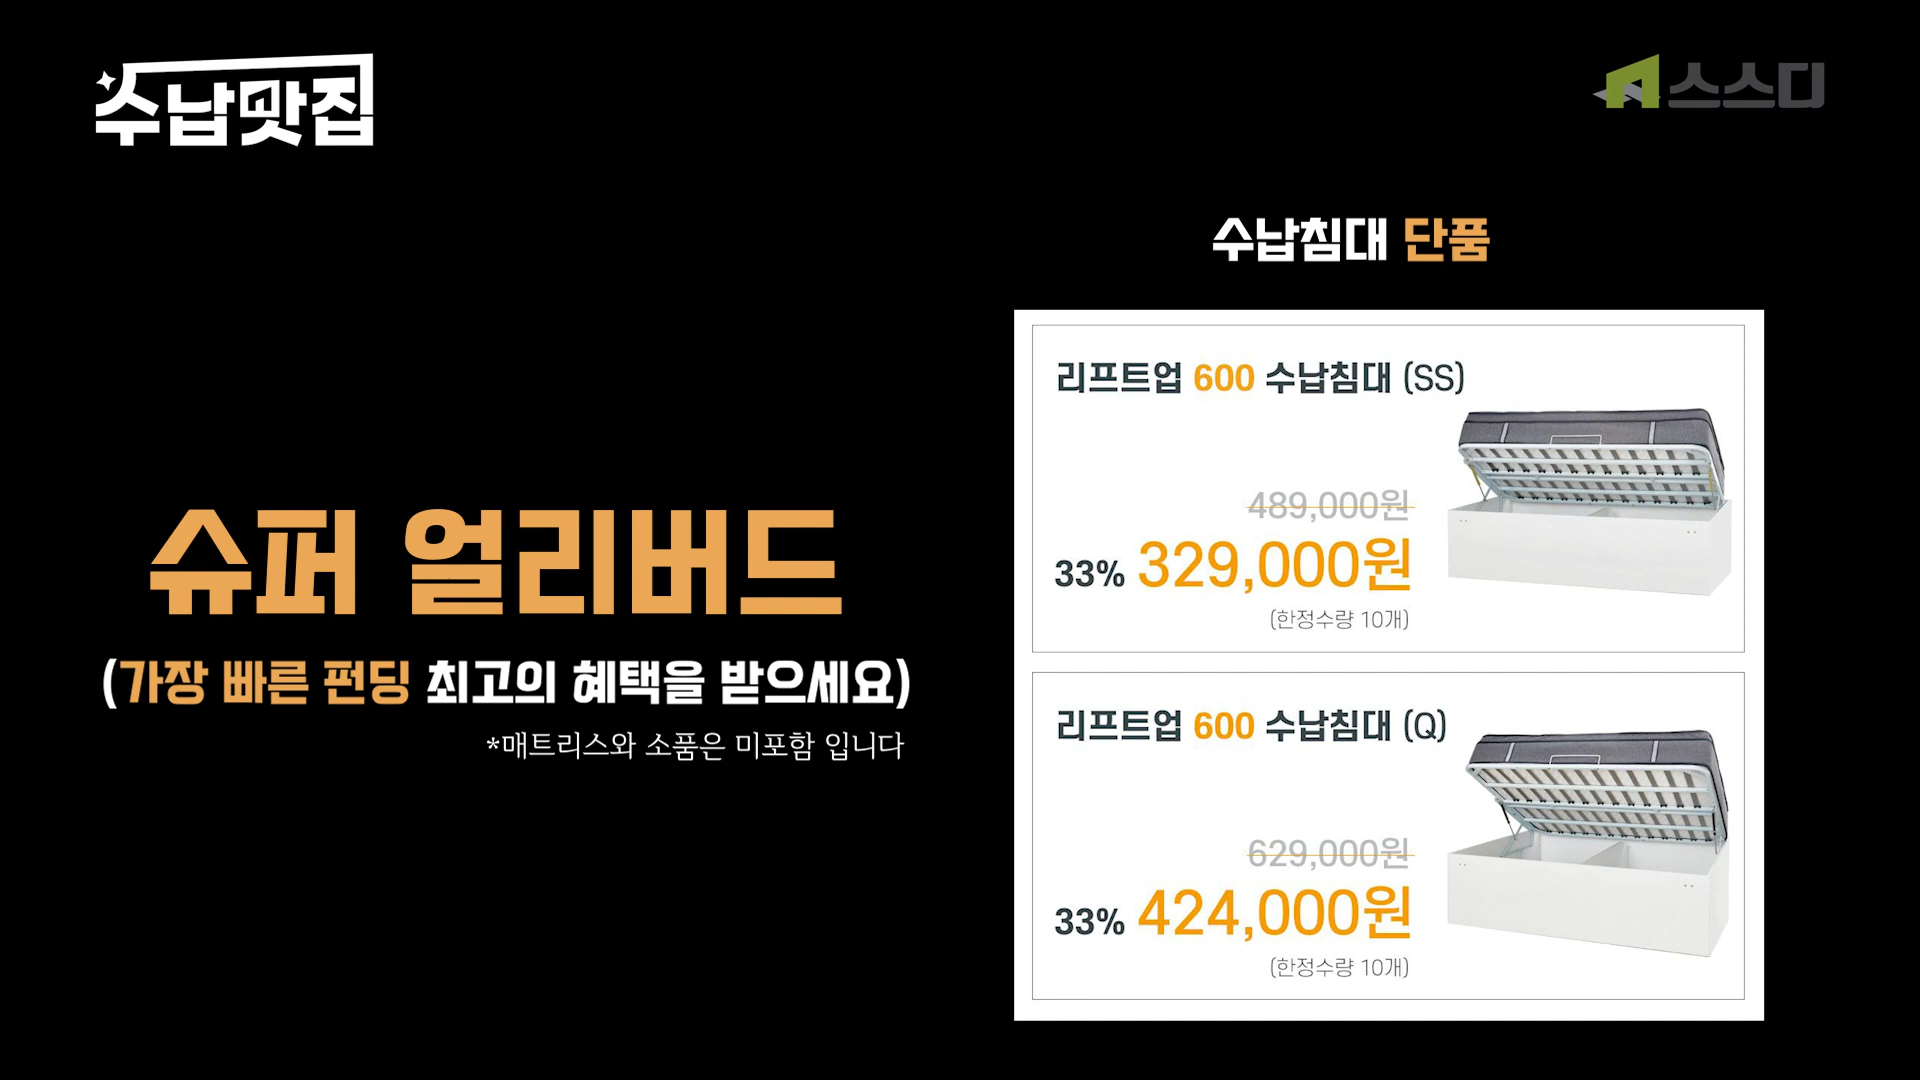 수납맛집
스스디
수납침대 단품
슈퍼 얼리버드
(가장 빠른 펀딩 최고의 혜택을 받으세요)
*매트리스와 소품은 미포함 입니다
리프트업 600 수납침대 (SS)
489,000원
33% 329,000원
(한정수량 10개)
리프트업 600 수납침대 (Q)
629,000원
33% 424,000원
(한정수량 10개)